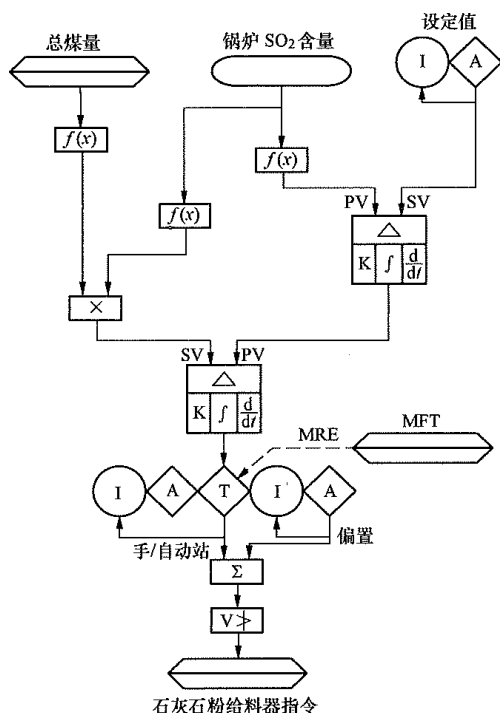 总煤量
锅炉 SO₂含量
设定值
I
A
f(x)
f(x)
f(x)
PV
SV
△
K
∫
d/dt
×
SV
PV
△
K
∫
d/dt
MRE
MFT
I
A
T
I
A
手/自动站
偏置
Σ
V≯
石灰石粉给料器指令